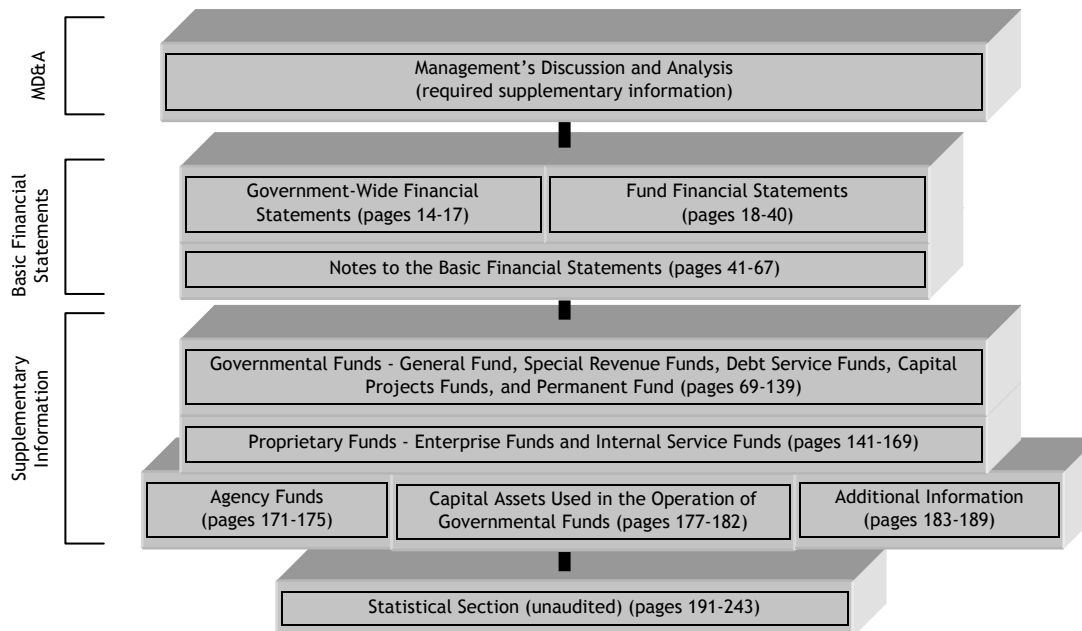 MD&A
Management's Discussion and Analysis
(required supplementary information)
Basic Financial
Statements
Government-Wide Financial
Statements (pages 14-17)
Fund Financial Statements
(pages 18-40)
Notes to the Basic Financial Statements (pages 41-67)
Supplementary
Information
Governmental Funds - General Fund, Special Revenue Funds, Debt Service Funds, Capital
Projects Funds, and Permanent Fund (pages 69-139)
Proprietary Funds - Enterprise Funds and Internal Service Funds (pages 141-169)
Agency Funds
(pages 171-175)
Capital Assets Used in the Operation of
Governmental Funds (pages 177-182)
Additional Information
(pages 183-189)
Statistical Section (unaudited) (pages 191-243)